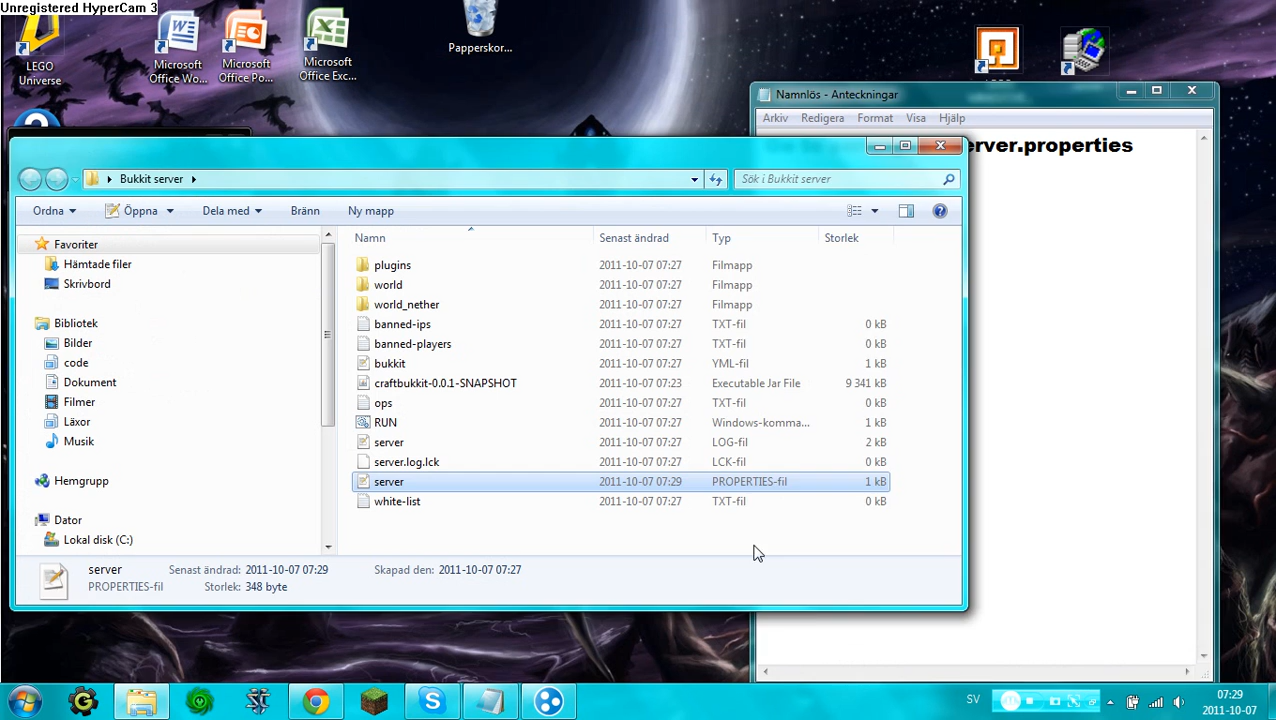 Unregistered HyperCam 3
LEGO
Universe
Microsoft
Office Wo...
Microsoft
Office Po...
Microsoft
Office Exc...
Papperskor...
Namnlös - Anteckningar
Arkiv Redigera Format Visa Hjälp
erver.properties
Bukkit server
Sök i Bukkit server
Ordna Öppna Dela med Bränn Ny mapp
Namn Senast ändrad Typ Storlek
Favoriter
Hämtade filer
Skrivbord
Bibliotek
Bilder
code
Dokument
Filmer
Läxor
Musik
Hemgrupp
Dator
Lokal disk (C:)
plugins 2011-10-07 07:27 Filmapp
world 2011-10-07 07:27 Filmapp
world_nether 2011-10-07 07:27 Filmapp
banned-ips 2011-10-07 07:27 TXT-fil 0 kB
banned-players 2011-10-07 07:27 TXT-fil 0 kB
bukkit 2011-10-07 07:27 YML-fil 1 kB
craftbukkit-0.0.1-SNAPSHOT 2011-10-07 07:23 Executable Jar File 9 341 kB
ops 2011-10-07 07:27 TXT-fil 0 kB
RUN 2011-10-07 07:27 Windows-komma... 1 kB
server 2011-10-07 07:27 LOG-fil 2 kB
server.log.lck 2011-10-07 07:27 LCK-fil 0 kB
server 2011-10-07 07:29 PROPERTIES-fil 1 kB
white-list 2011-10-07 07:27 TXT-fil 0 kB
server Senast ändrad: 2011-10-07 07:29 Skapad den: 2011-10-07 07:27
PROPERTIES-fil Storlek: 348 byte
SV
07:29
2011-10-07